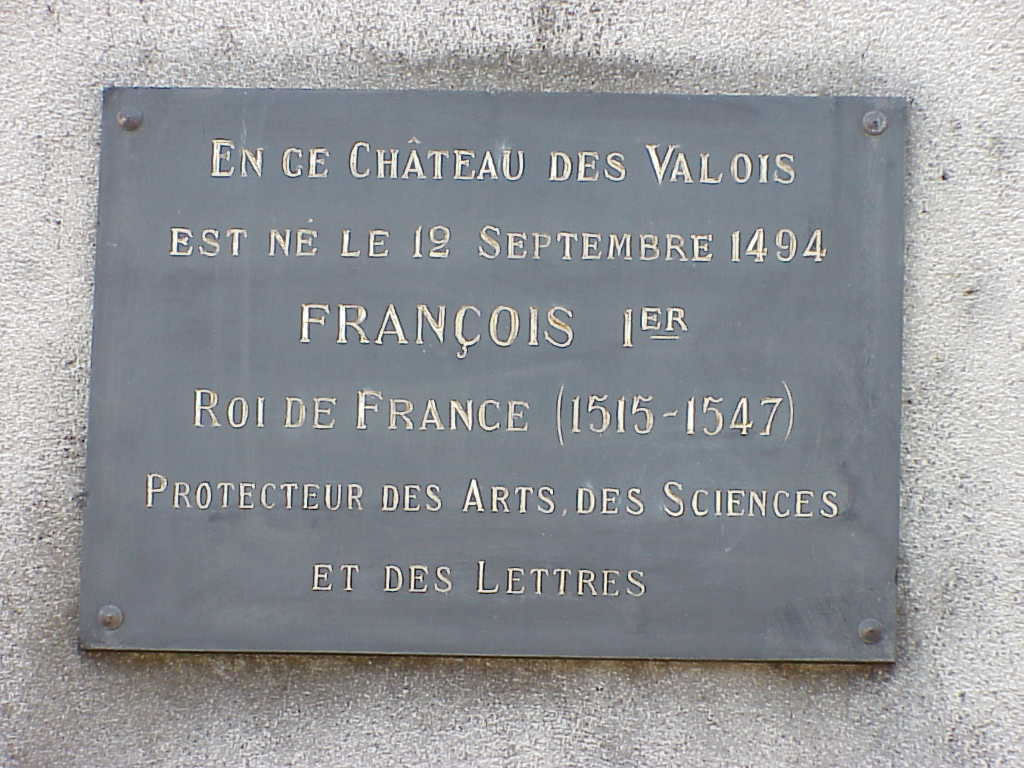 En ce Château des Valois
est né le 12 Septembre 1494
FRANÇOIS 1ER
Roi de France (1515-1547)
Protecteur des Arts, des Sciences
et des Lettres